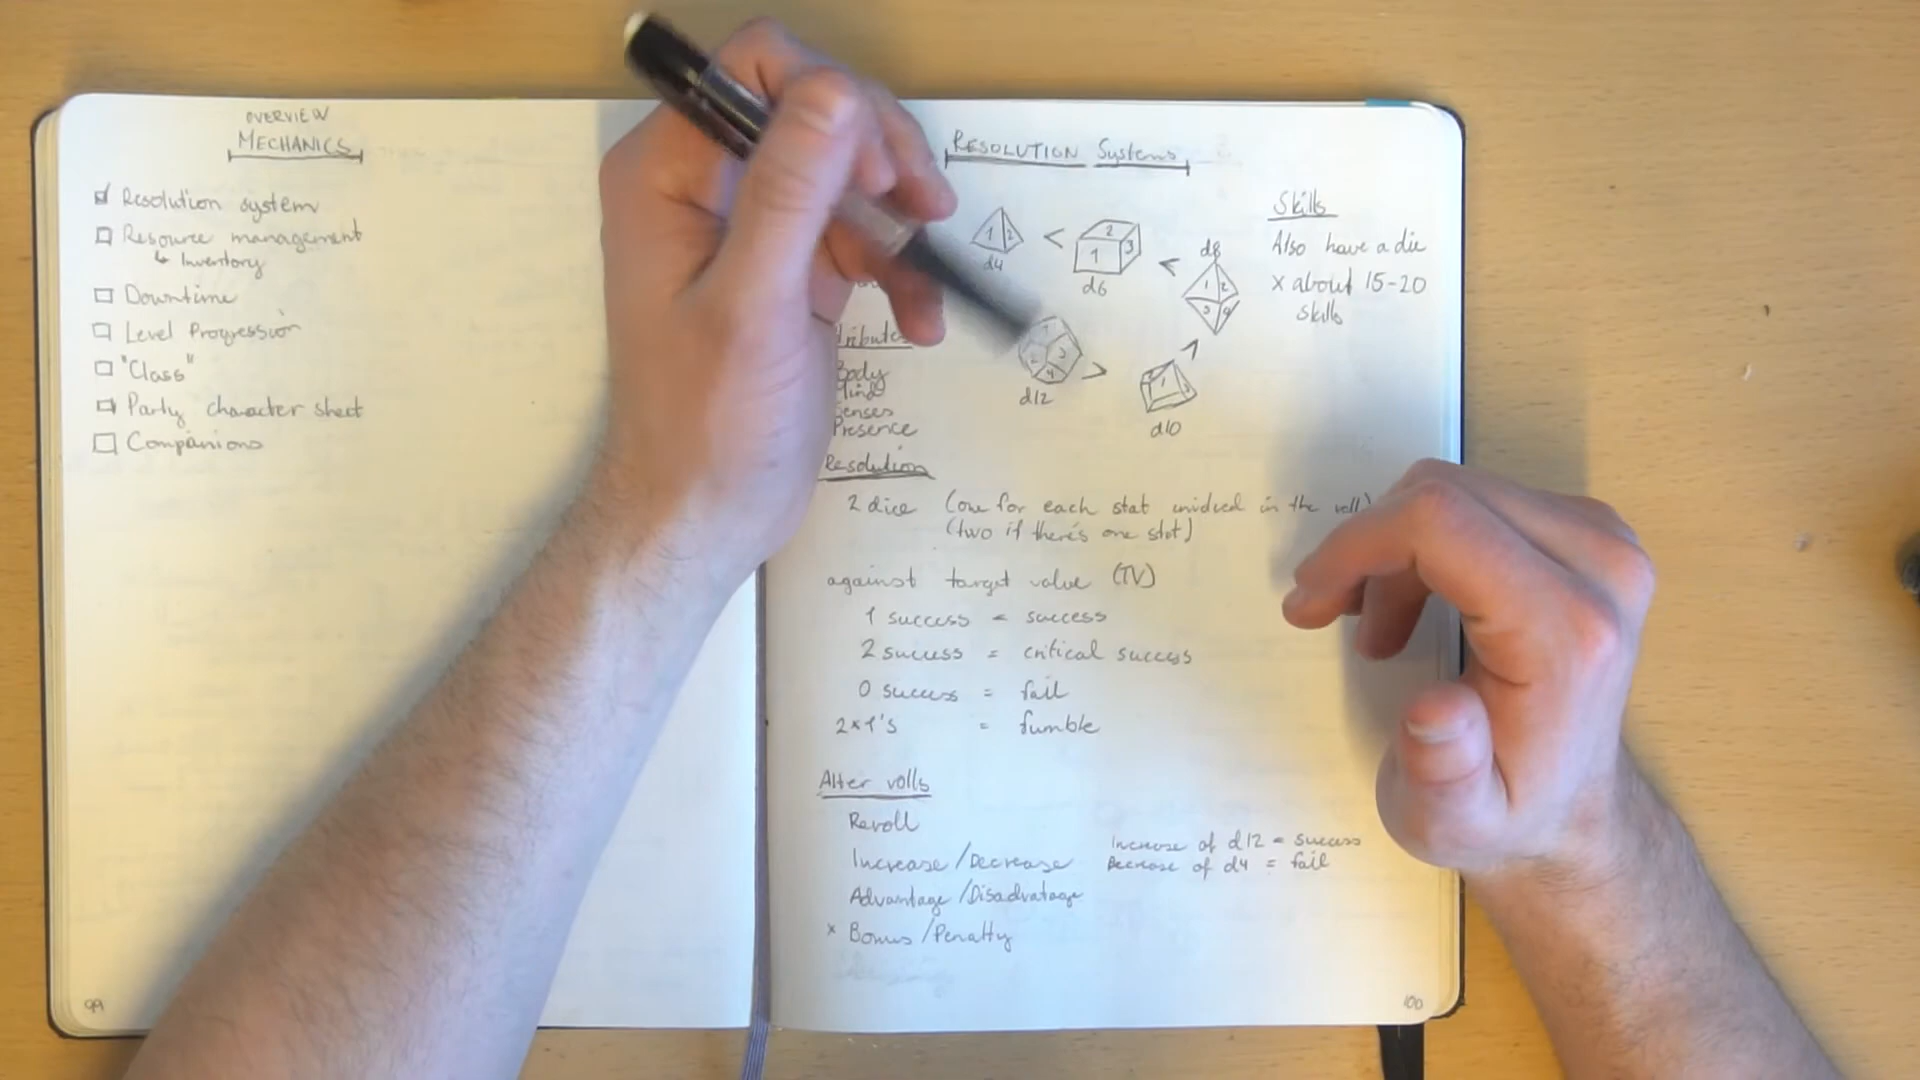 OVERVIEW
MECHANICS
Resolution system
Resource management
↳ Inventory
Downtime
Level Progression
"Class"
Party character sheet
Companions
99
RESOLUTION Systems
1 2
d4
<
2
1 3
d6
<
d8
1 2
3 4
>
d12
>
1
d10
Skills
Also have a die
x about 15-20
skills
tributes
Body
Mind
Senses
Presence
Resolution
2 dice (one for each stat involved in the roll)
(two if there's one stat)
against target value (TV)
1 success = success
2 success = critical success
0 success = fail
2x1's = fumble
Alter rolls
Reroll
Increase/Decrease
Increase of d12 = success
Decrease of d4 = fail
Advantage/Disadvatage
x Bonus/Penalty
100